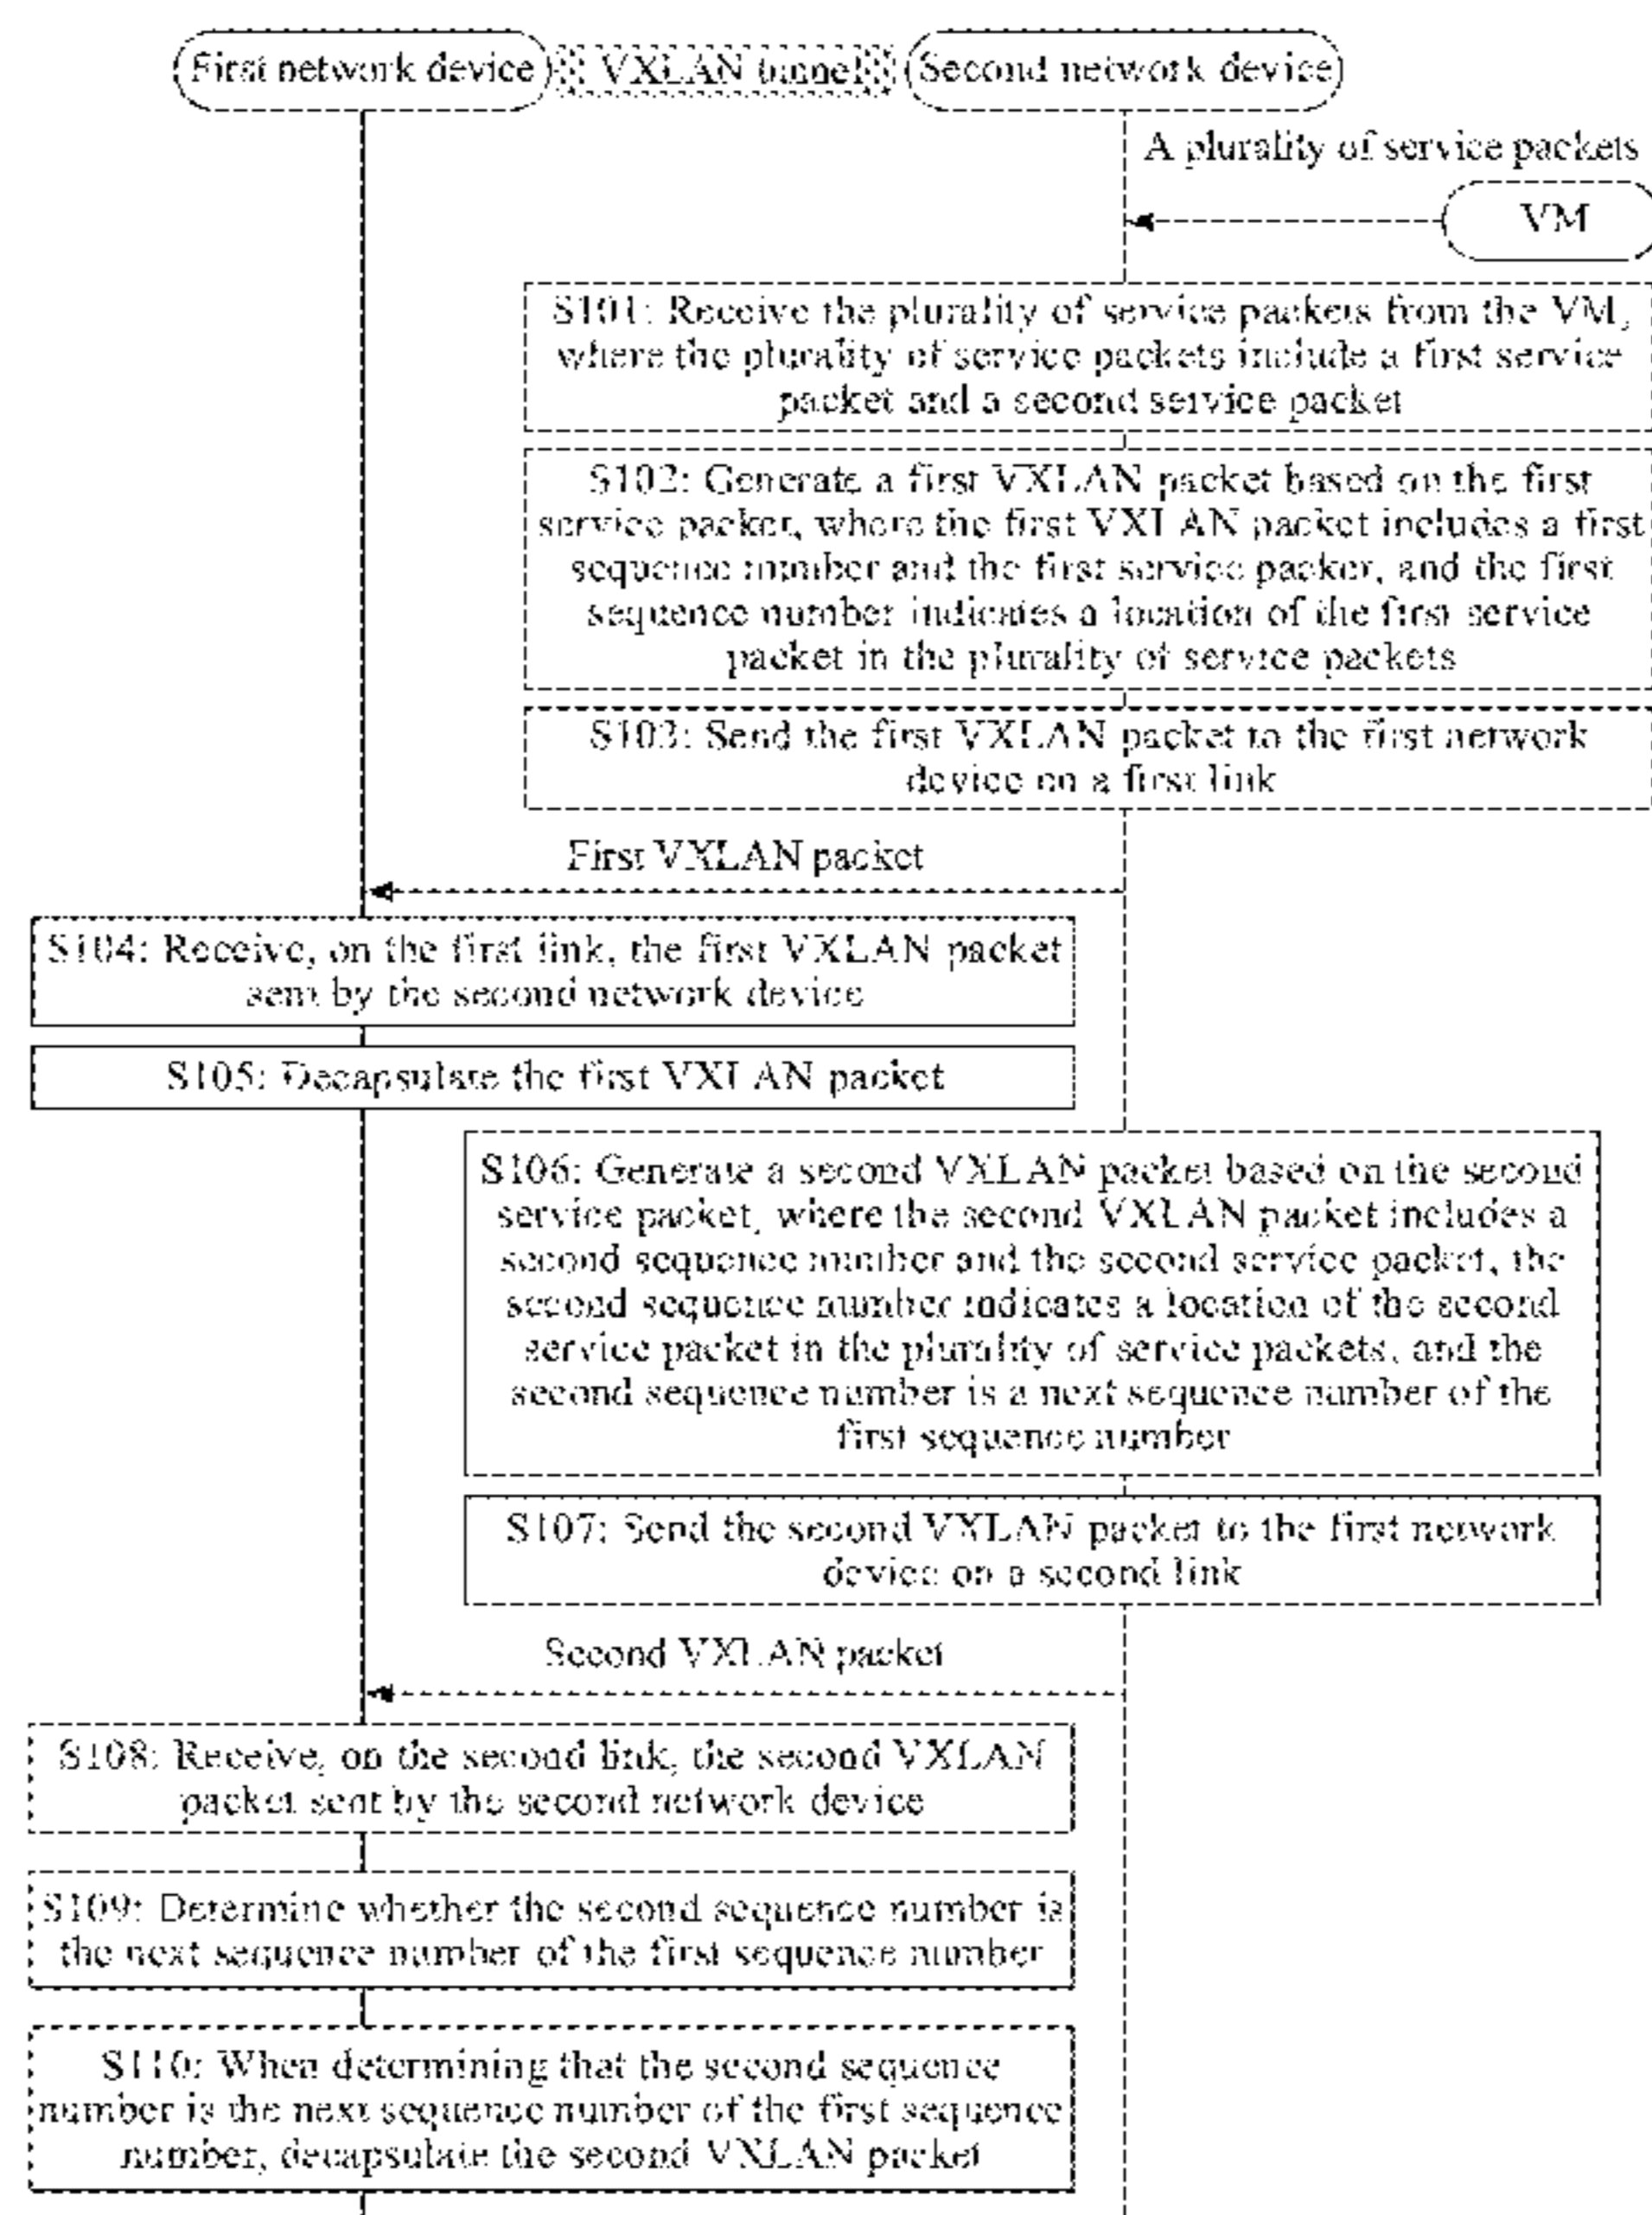 First network device
VXLAN tunnel
Second network device
A plurality of service packets
VM
S101: Receive the plurality of service packets from the VM,
where the plurality of service packets include a first service
packet and a second service packet
S102: Generate a first VXLAN packet based on the first
service packet, where the first VXLAN packet includes a first
sequence number and the first service packet, and the first
sequence number indicates a location of the first service
packet in the plurality of service packets
S103: Send the first VXLAN packet to the first network
device on a first link
First VXLAN packet
S104: Receive, on the first link, the first VXLAN packet
sent by the second network device
S105: Decapsulate the first VXLAN packet
S106: Generate a second VXLAN packet based on the second
service packet, where the second VXLAN packet includes a
second sequence number and the second service packet, the
second sequence number indicates a location of the second
service packet in the plurality of service packets, and the
second sequence number is a next sequence number of the
first sequence number
S107: Send the second VXLAN packet to the first network
device on a second link
Second VXLAN packet
S108: Receive, on the second link, the second VXLAN
packet sent by the second network device
S109: Determine whether the second sequence number is
the next sequence number of the first sequence number
S110: When determining that the second sequence
number is the next sequence number of the first sequence
number, decapsulate the second VXLAN packet